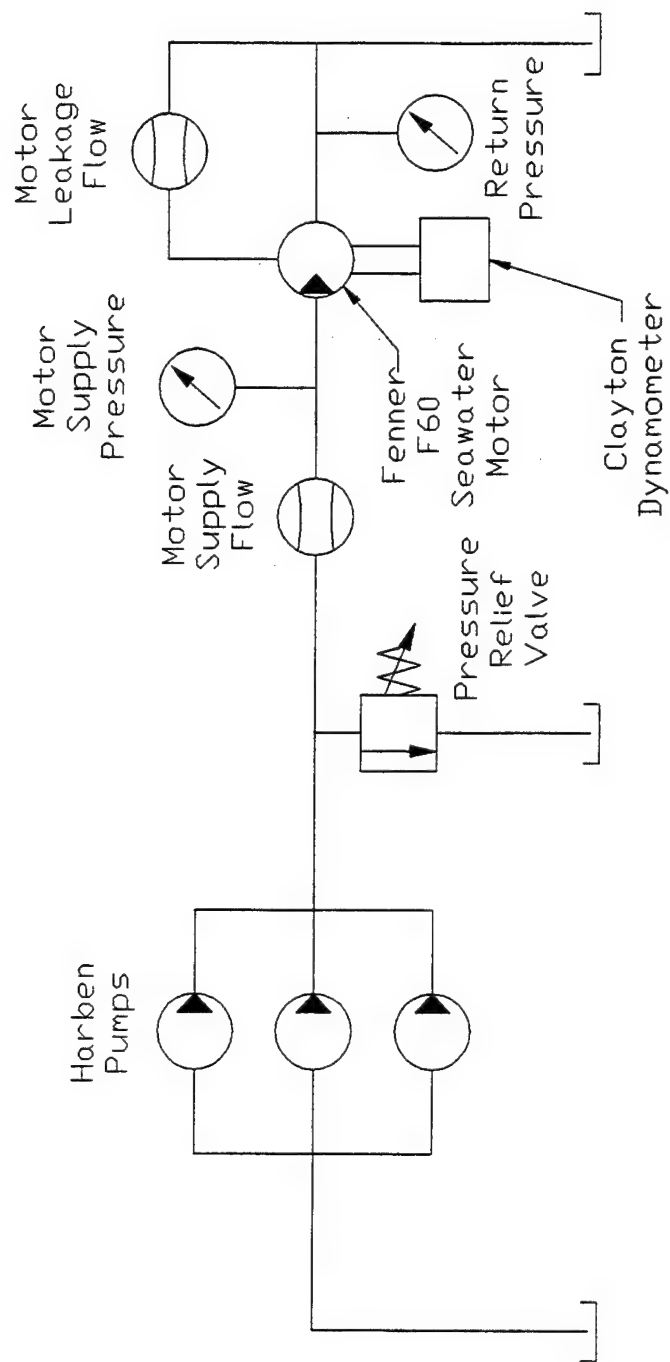 Harben
Pumps
Pressure
Relief
Valve
Motor
Supply
Flow
Motor
Supply
Pressure
Fenner
F60
Seawater
Motor
Motor
Leakage
Flow
Clayton
Dynamometer
Return
Pressure